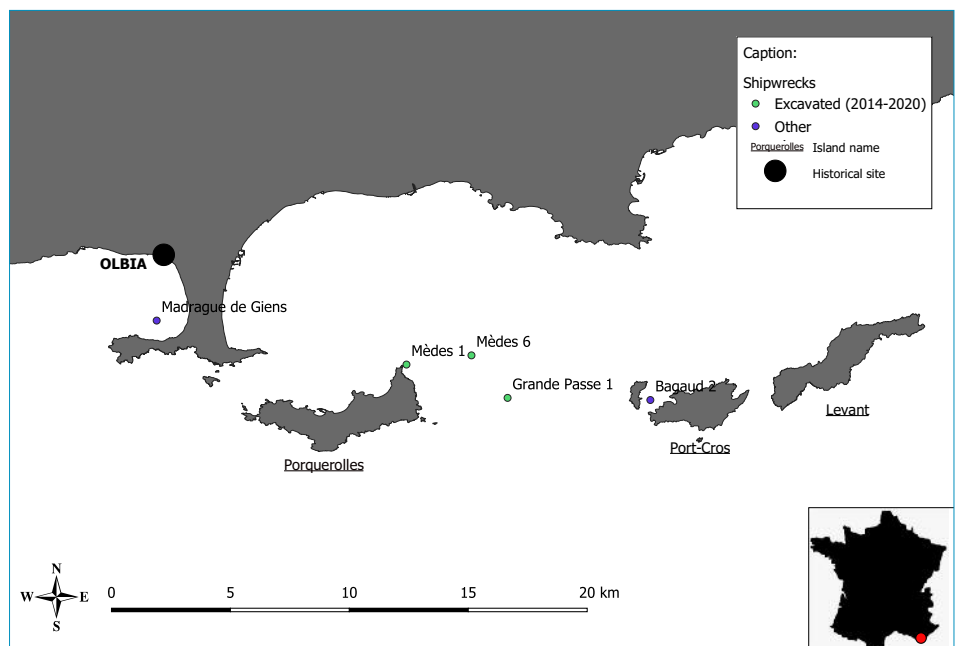 Caption:
Shipwrecks
Excavated (2014-2020)
Other
Porquerolles Island name
Historical site
OLBIA
Madrague de Giens
Mèdes 1
Mèdes 6
Grande Passe 1
Bagaud 2
Levant
Port-Cros
Porquerolles
N
W E
S
0 5 10 15 20 km